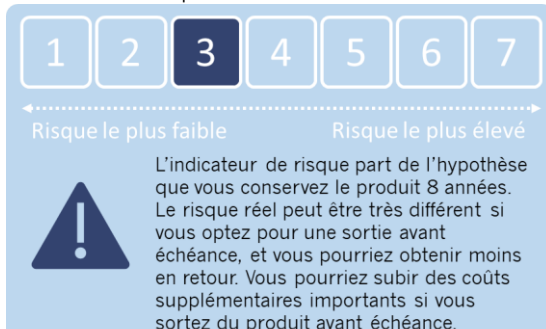 1 2 3 4 5 6 7
Risque le plus faible Risque le plus élevé
L'indicateur de risque part de l'hypothèse
que vous conservez le produit 8 années.
Le risque réel peut être très différent si
vous optez pour une sortie avant
échéance, et vous pourriez obtenir moins
en retour. Vous pourriez subir des coûts
supplémentaires importants si vous
sortez du produit avant échéance.